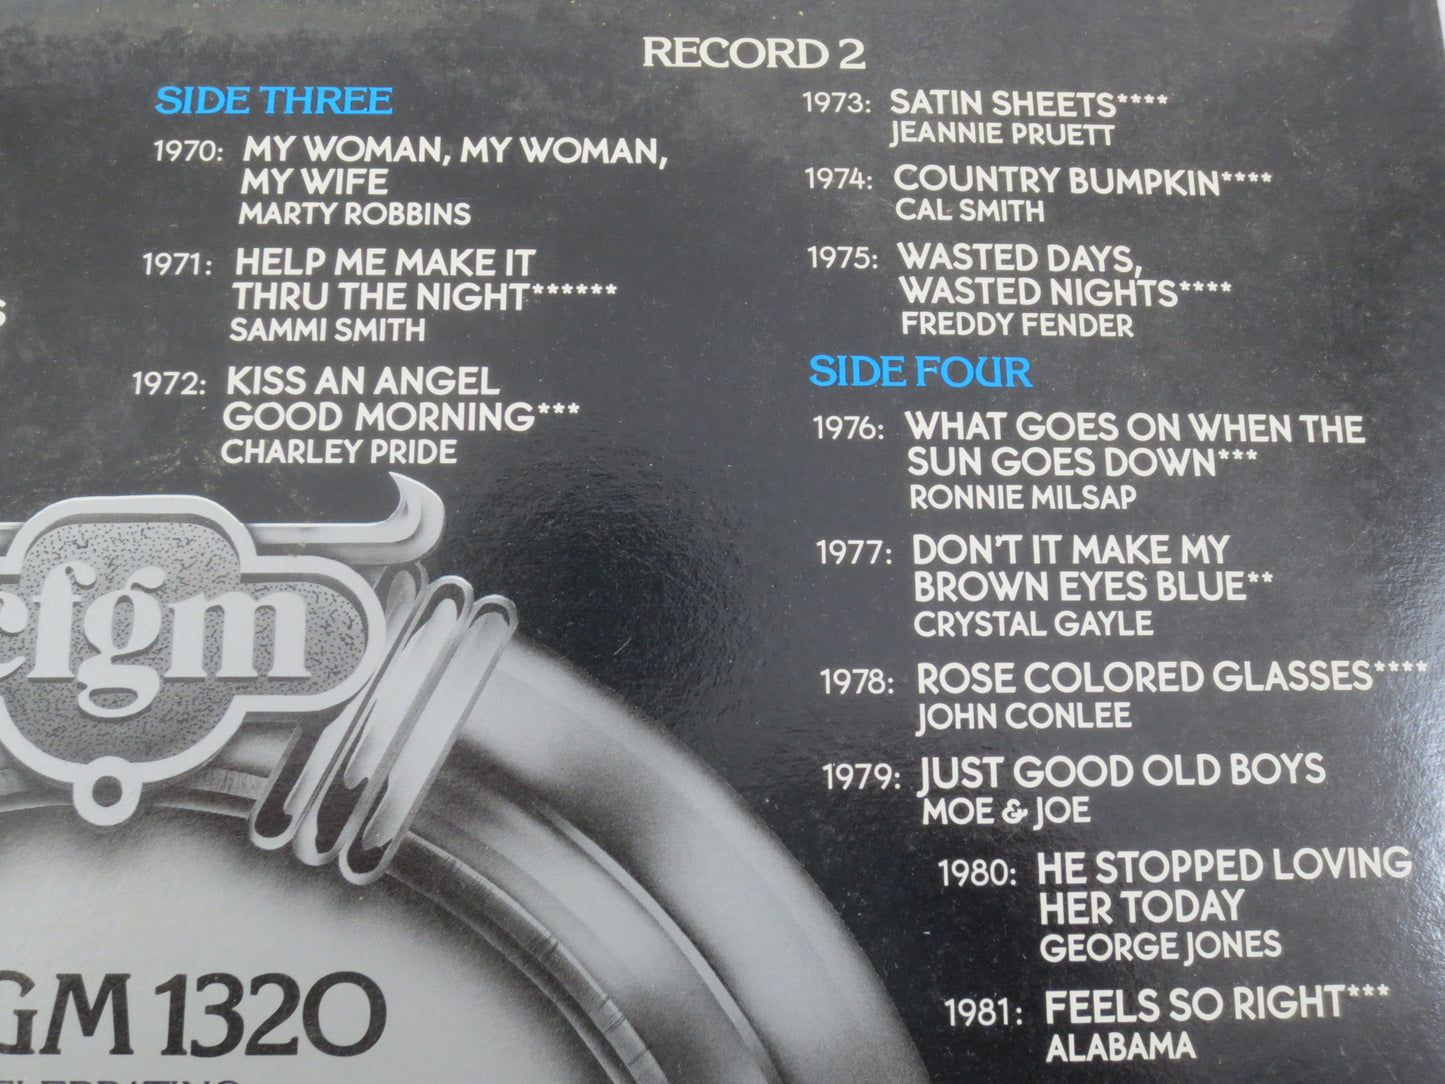 RECORD 2
SIDE THREE
1970: MY WOMAN, MY WOMAN,
MY WIFE
MARTY ROBBINS
1971: HELP ME MAKE IT
THRU THE NIGHT******
SAMMI SMITH
1972: KISS AN ANGEL
GOOD MORNING***
CHARLEY PRIDE
1973: SATIN SHEETS****
JEANNIE PRUETT
1974: COUNTRY BUMPKIN****
CAL SMITH
1975: WASTED DAYS,
WASTED NIGHTS****
FREDDY FENDER
SIDE FOUR
1976: WHAT GOES ON WHEN THE
SUN GOES DOWN***
RONNIE MILSAP
1977: DON'T IT MAKE MY
BROWN EYES BLUE**
CRYSTAL GAYLE
1978: ROSE COLORED GLASSES****
JOHN CONLEE
1979: JUST GOOD OLD BOYS
MOE & JOE
1980: HE STOPPED LOVING
HER TODAY
GEORGE JONES
1981: FEELS SO RIGHT***
ALABAMA
cfgm
GM 1320